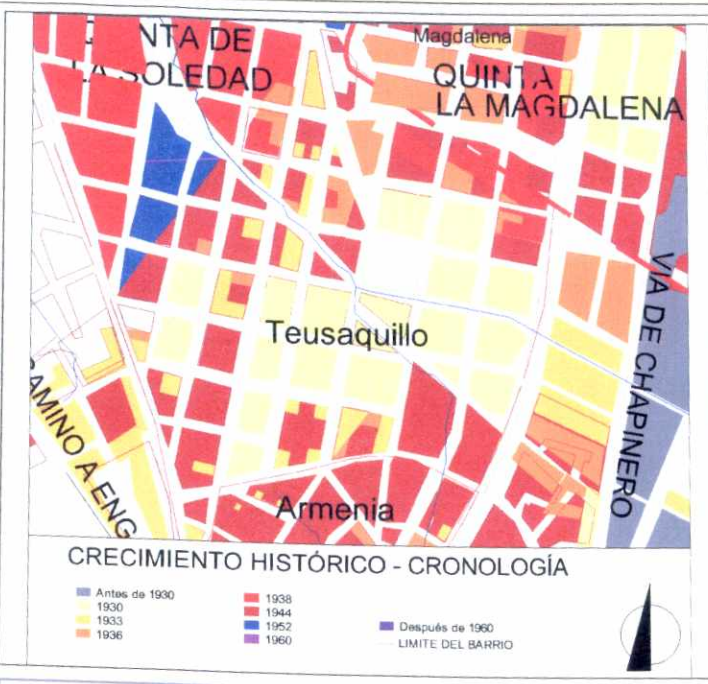 NTA DE
LA SOLEDAD
Magdalena
QUINTA
LA MAGDALENA
VIA DE CHAPINERO
Teusaquillo
CAMINO A ENG
Armenia
CRECIMIENTO HISTÓRICO - CRONOLOGÍA
Antes de 1930
1930
1933
1936
1938
1944
1952
1960
Después de 1960
LIMITE DEL BARRIO